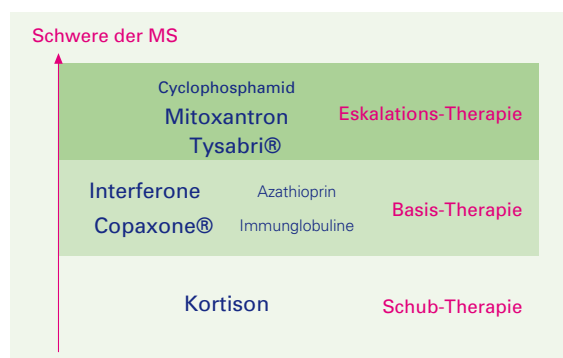 Schwere der MS
Cyclophosphamid
Mitoxantron
Eskalations-Therapie
Tysabri®
Interferone
Azathioprin
Basis-Therapie
Copaxone®
Immunglobuline
Kortison
Schub-Therapie